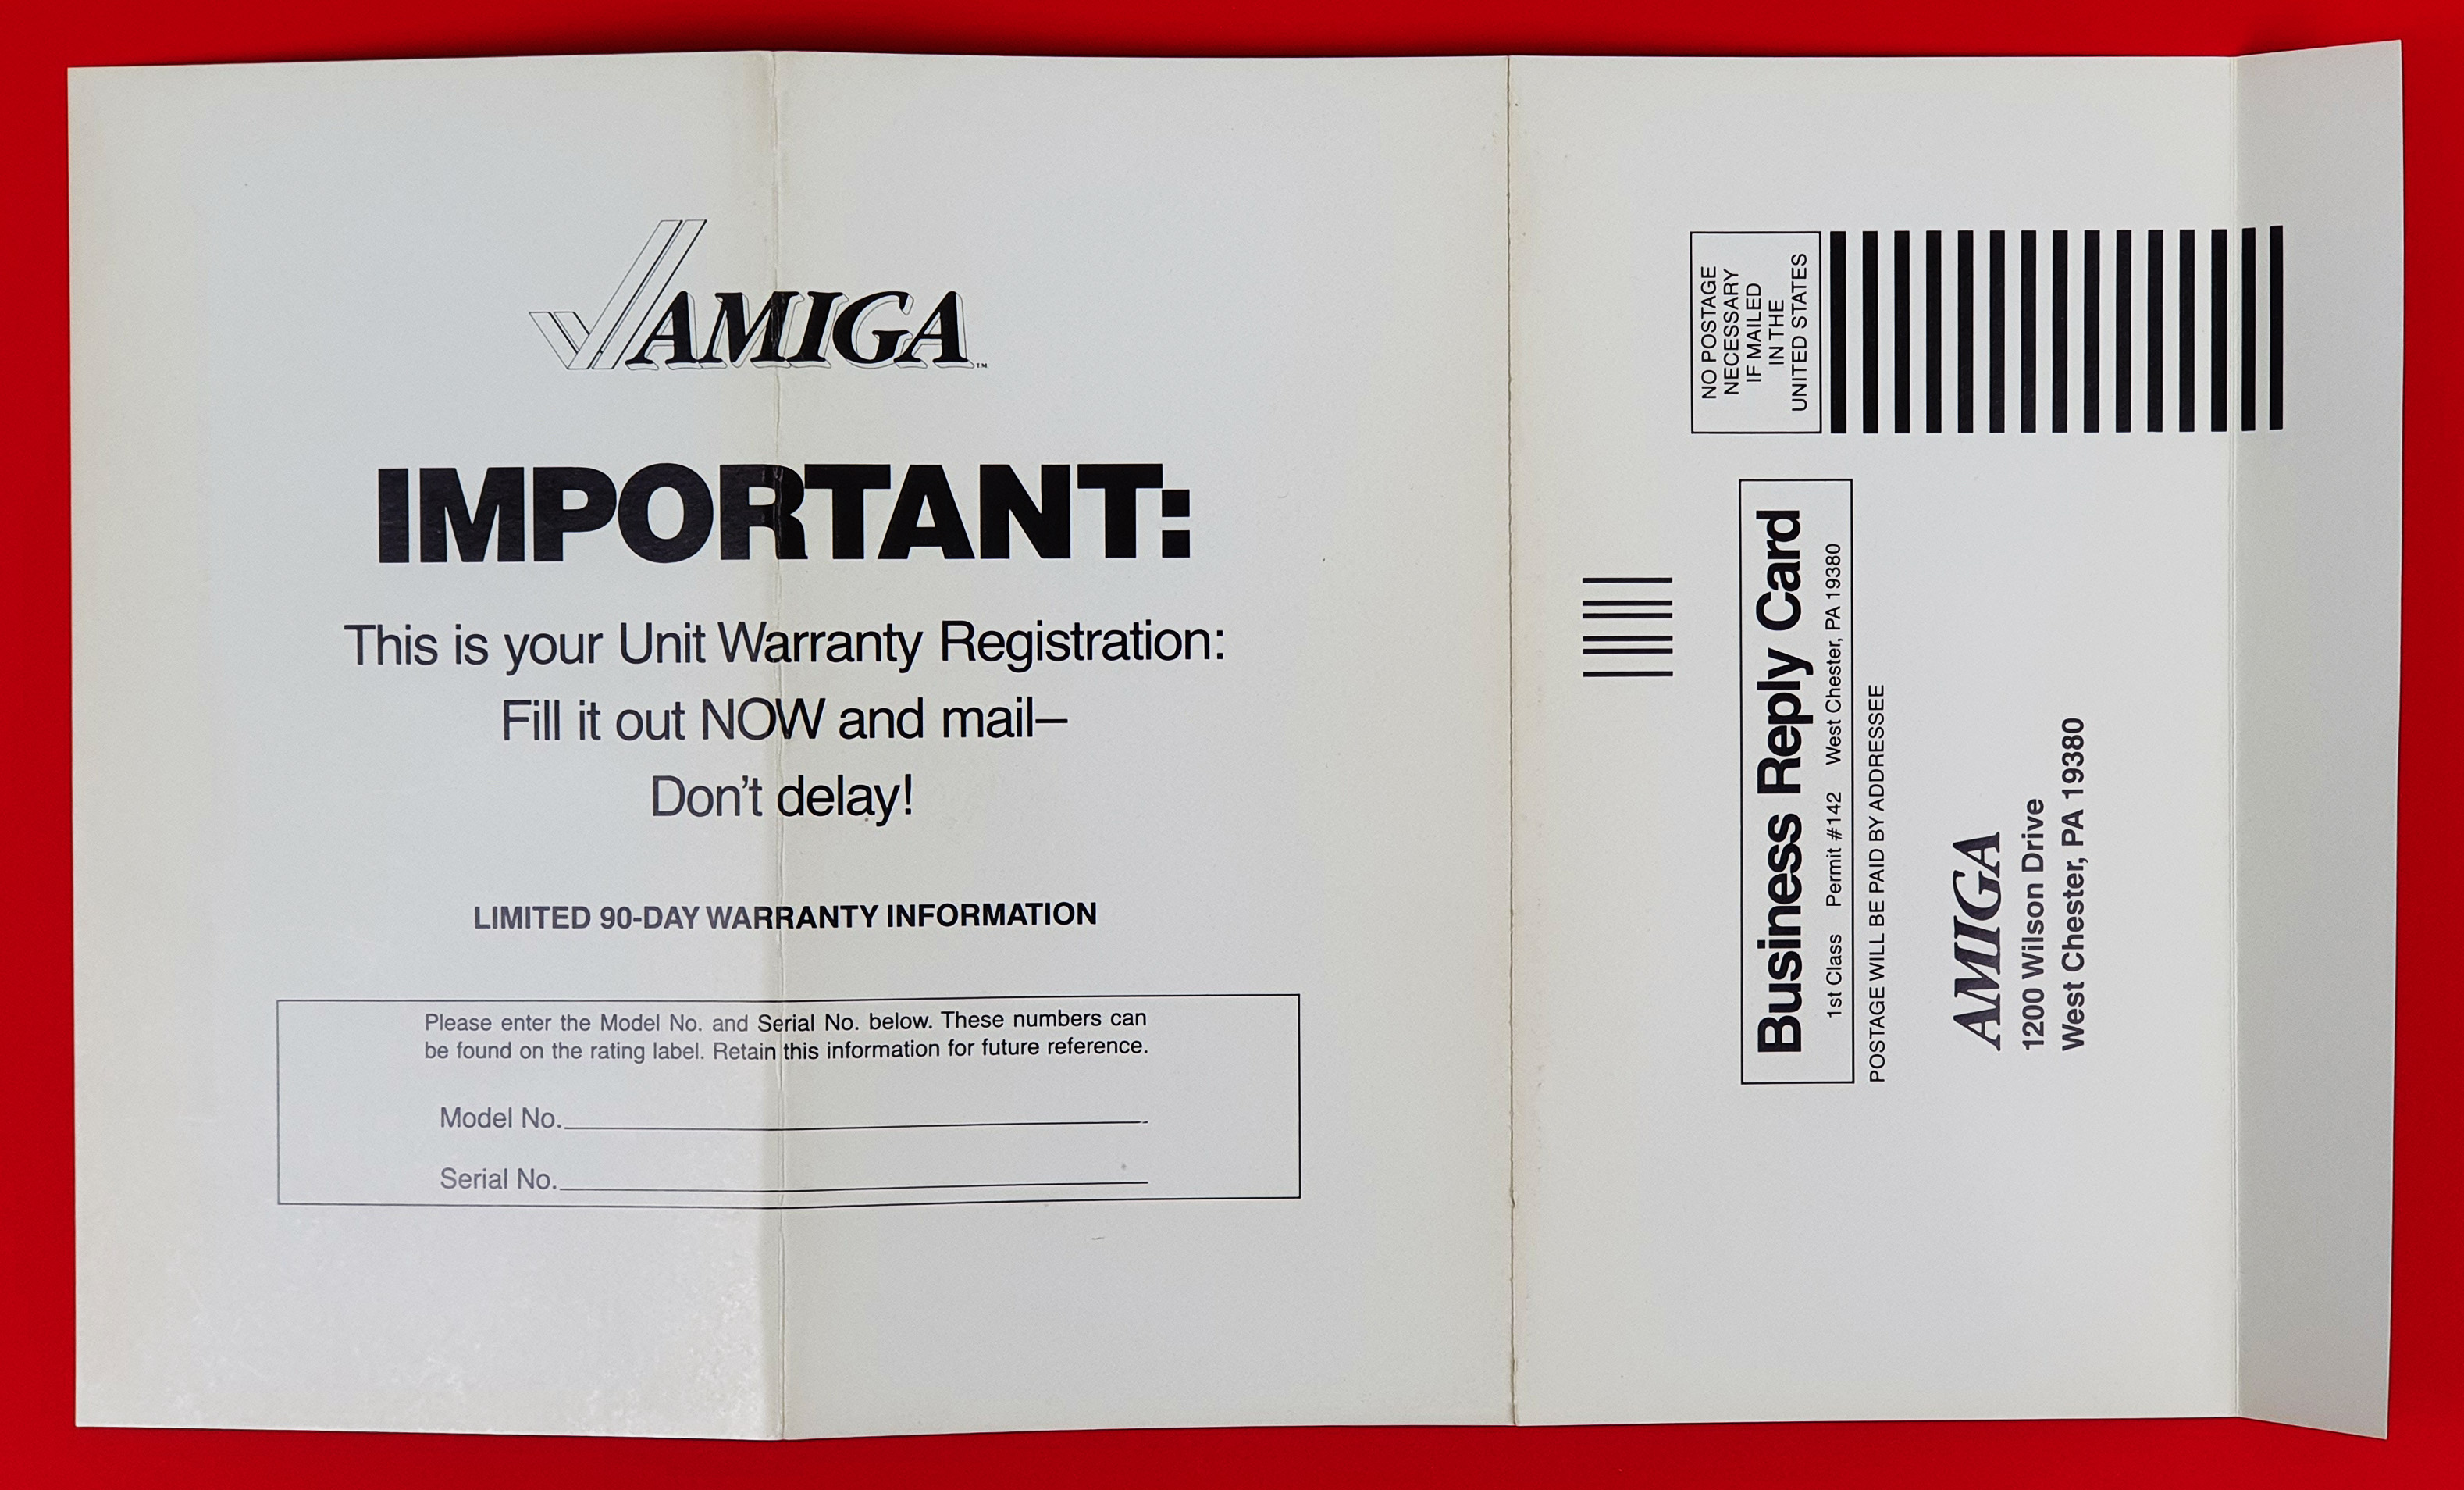 AMIGA™
IMPORTANT:
This is your Unit Warranty Registration:
Fill it out NOW and mail—
Don't delay!
LIMITED 90-DAY WARRANTY INFORMATION
Please enter the Model No. and Serial No. below. These numbers can
be found on the rating label. Retain this information for future reference.
Model No.
Serial No.
NO POSTAGE
NECESSARY
IF MAILED
IN THE
UNITED STATES
Business Reply Card
1st Class Permit #142 West Chester, PA 19380
POSTAGE WILL BE PAID BY ADDRESSEE
AMIGA
1200 Wilson Drive
West Chester, PA 19380